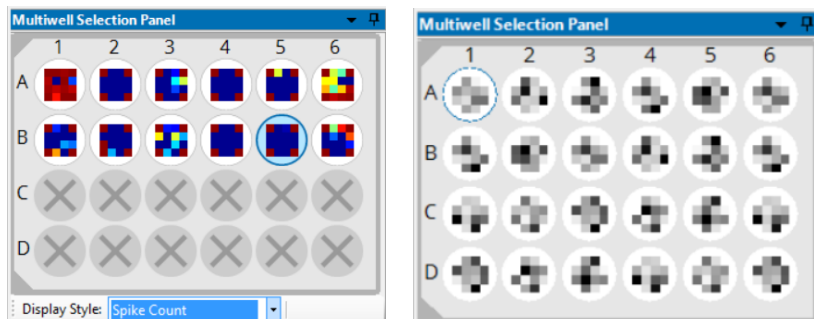 Multiwell Selection Panel
1 2 3 4 5 6
A
B
C
D
Display Style: Spike Count
Multiwell Selection Panel
1 2 3 4 5 6
A
B
C
D